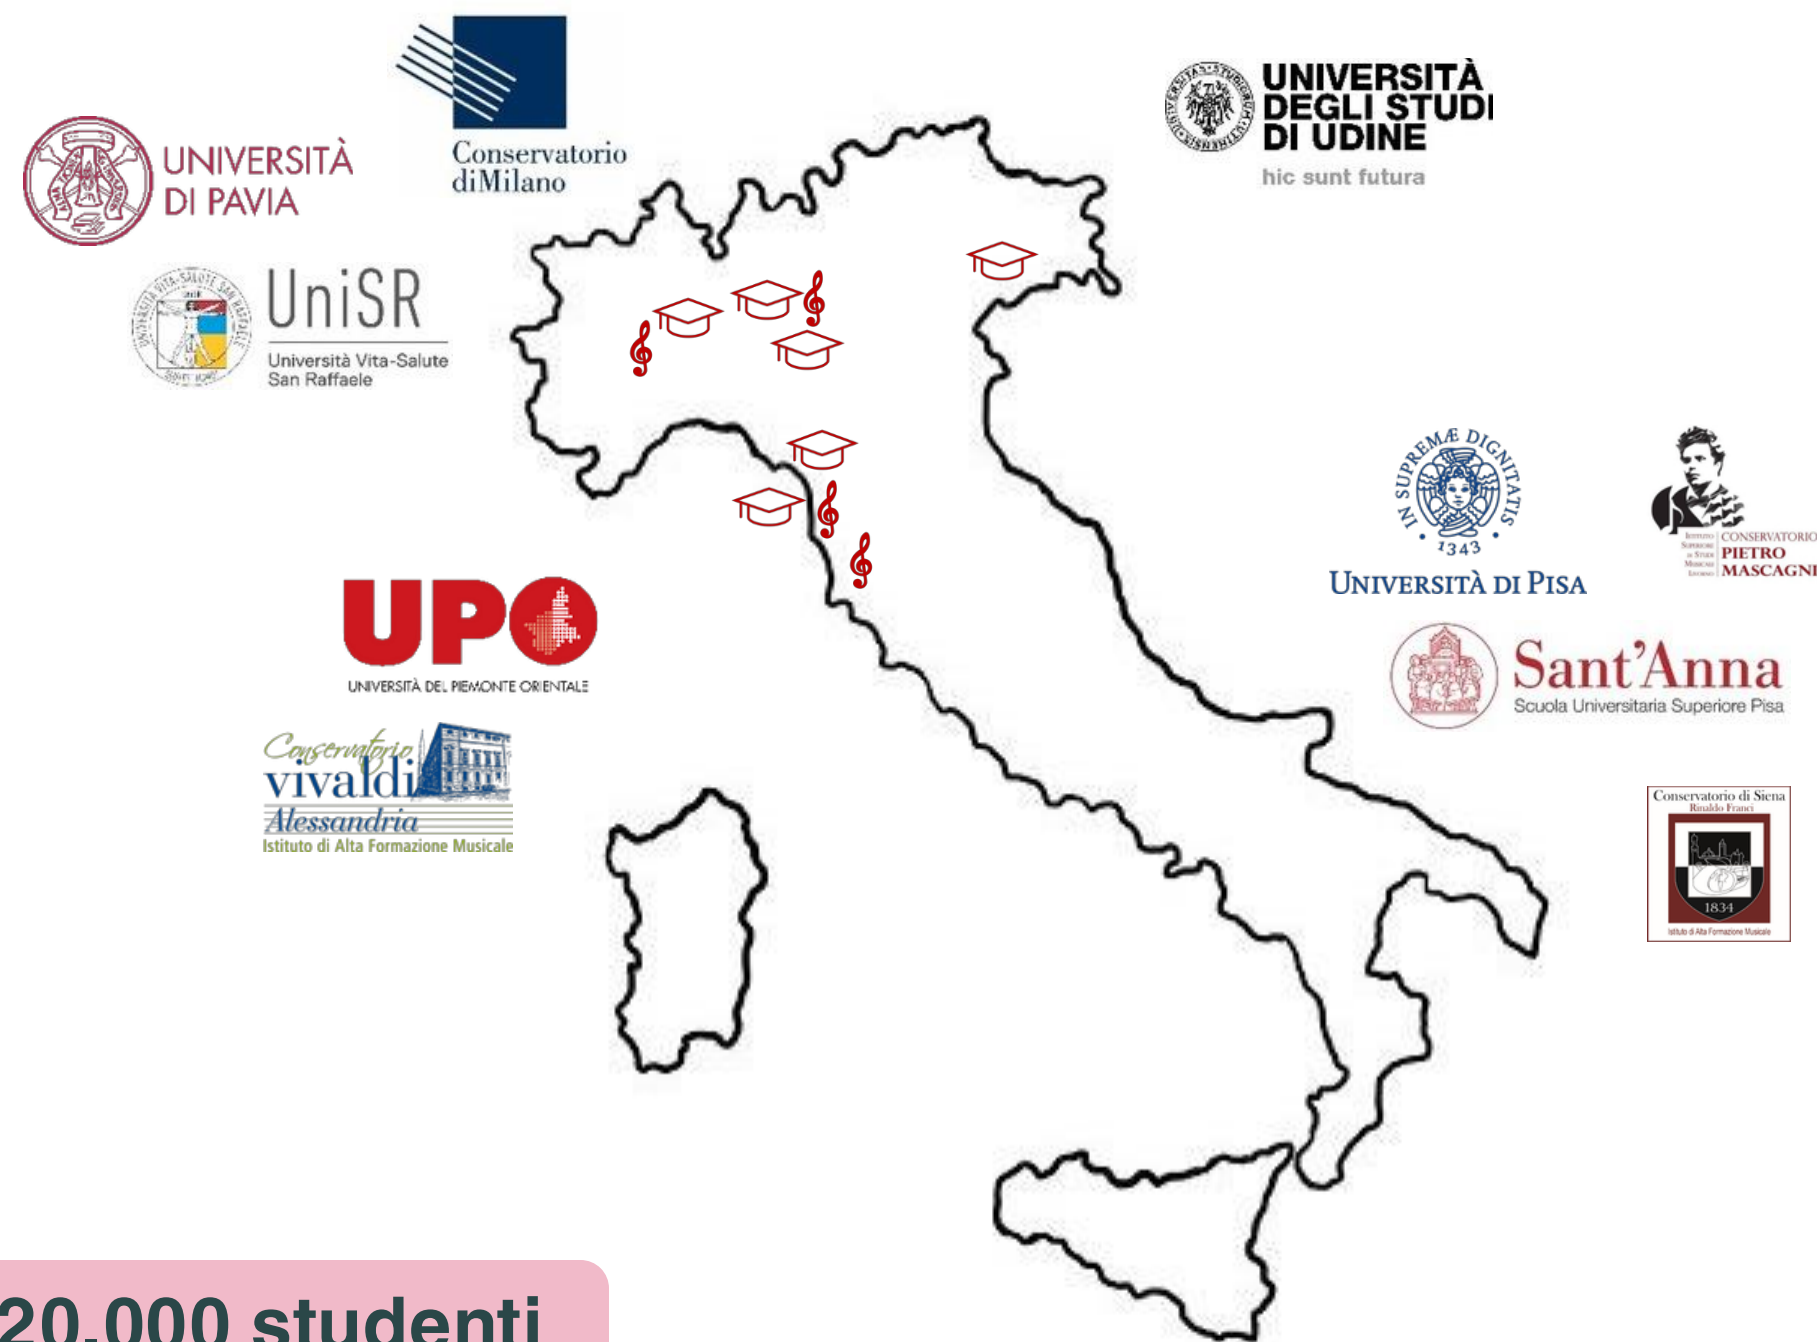 Conservatorio
diMilano
UNIVERSITÀ
DEGLI STUDI
DI UDINE
hic sunt futura
UNIVERSITÀ
DI PAVIA
UniSR
Università Vita-Salute
San Raffaele
IN SUPREMÆ DIGNITATIS
1343
UNIVERSITÀ DI PISA
CONSERVATORIO
PIETRO
MASCAGNI
UPO
UNIVERSITÀ DEL PIEMONTE ORIENTALE
Sant'Anna
Scuola Universitaria Superiore Pisa
Conservatorio
vivaldi
Alessandria
Istituto di Alta Formazione Musicale
Conservatorio di Siena
Rinaldo Franci
1834
Istituto di Alta Formazione Musicale
20.000 studenti